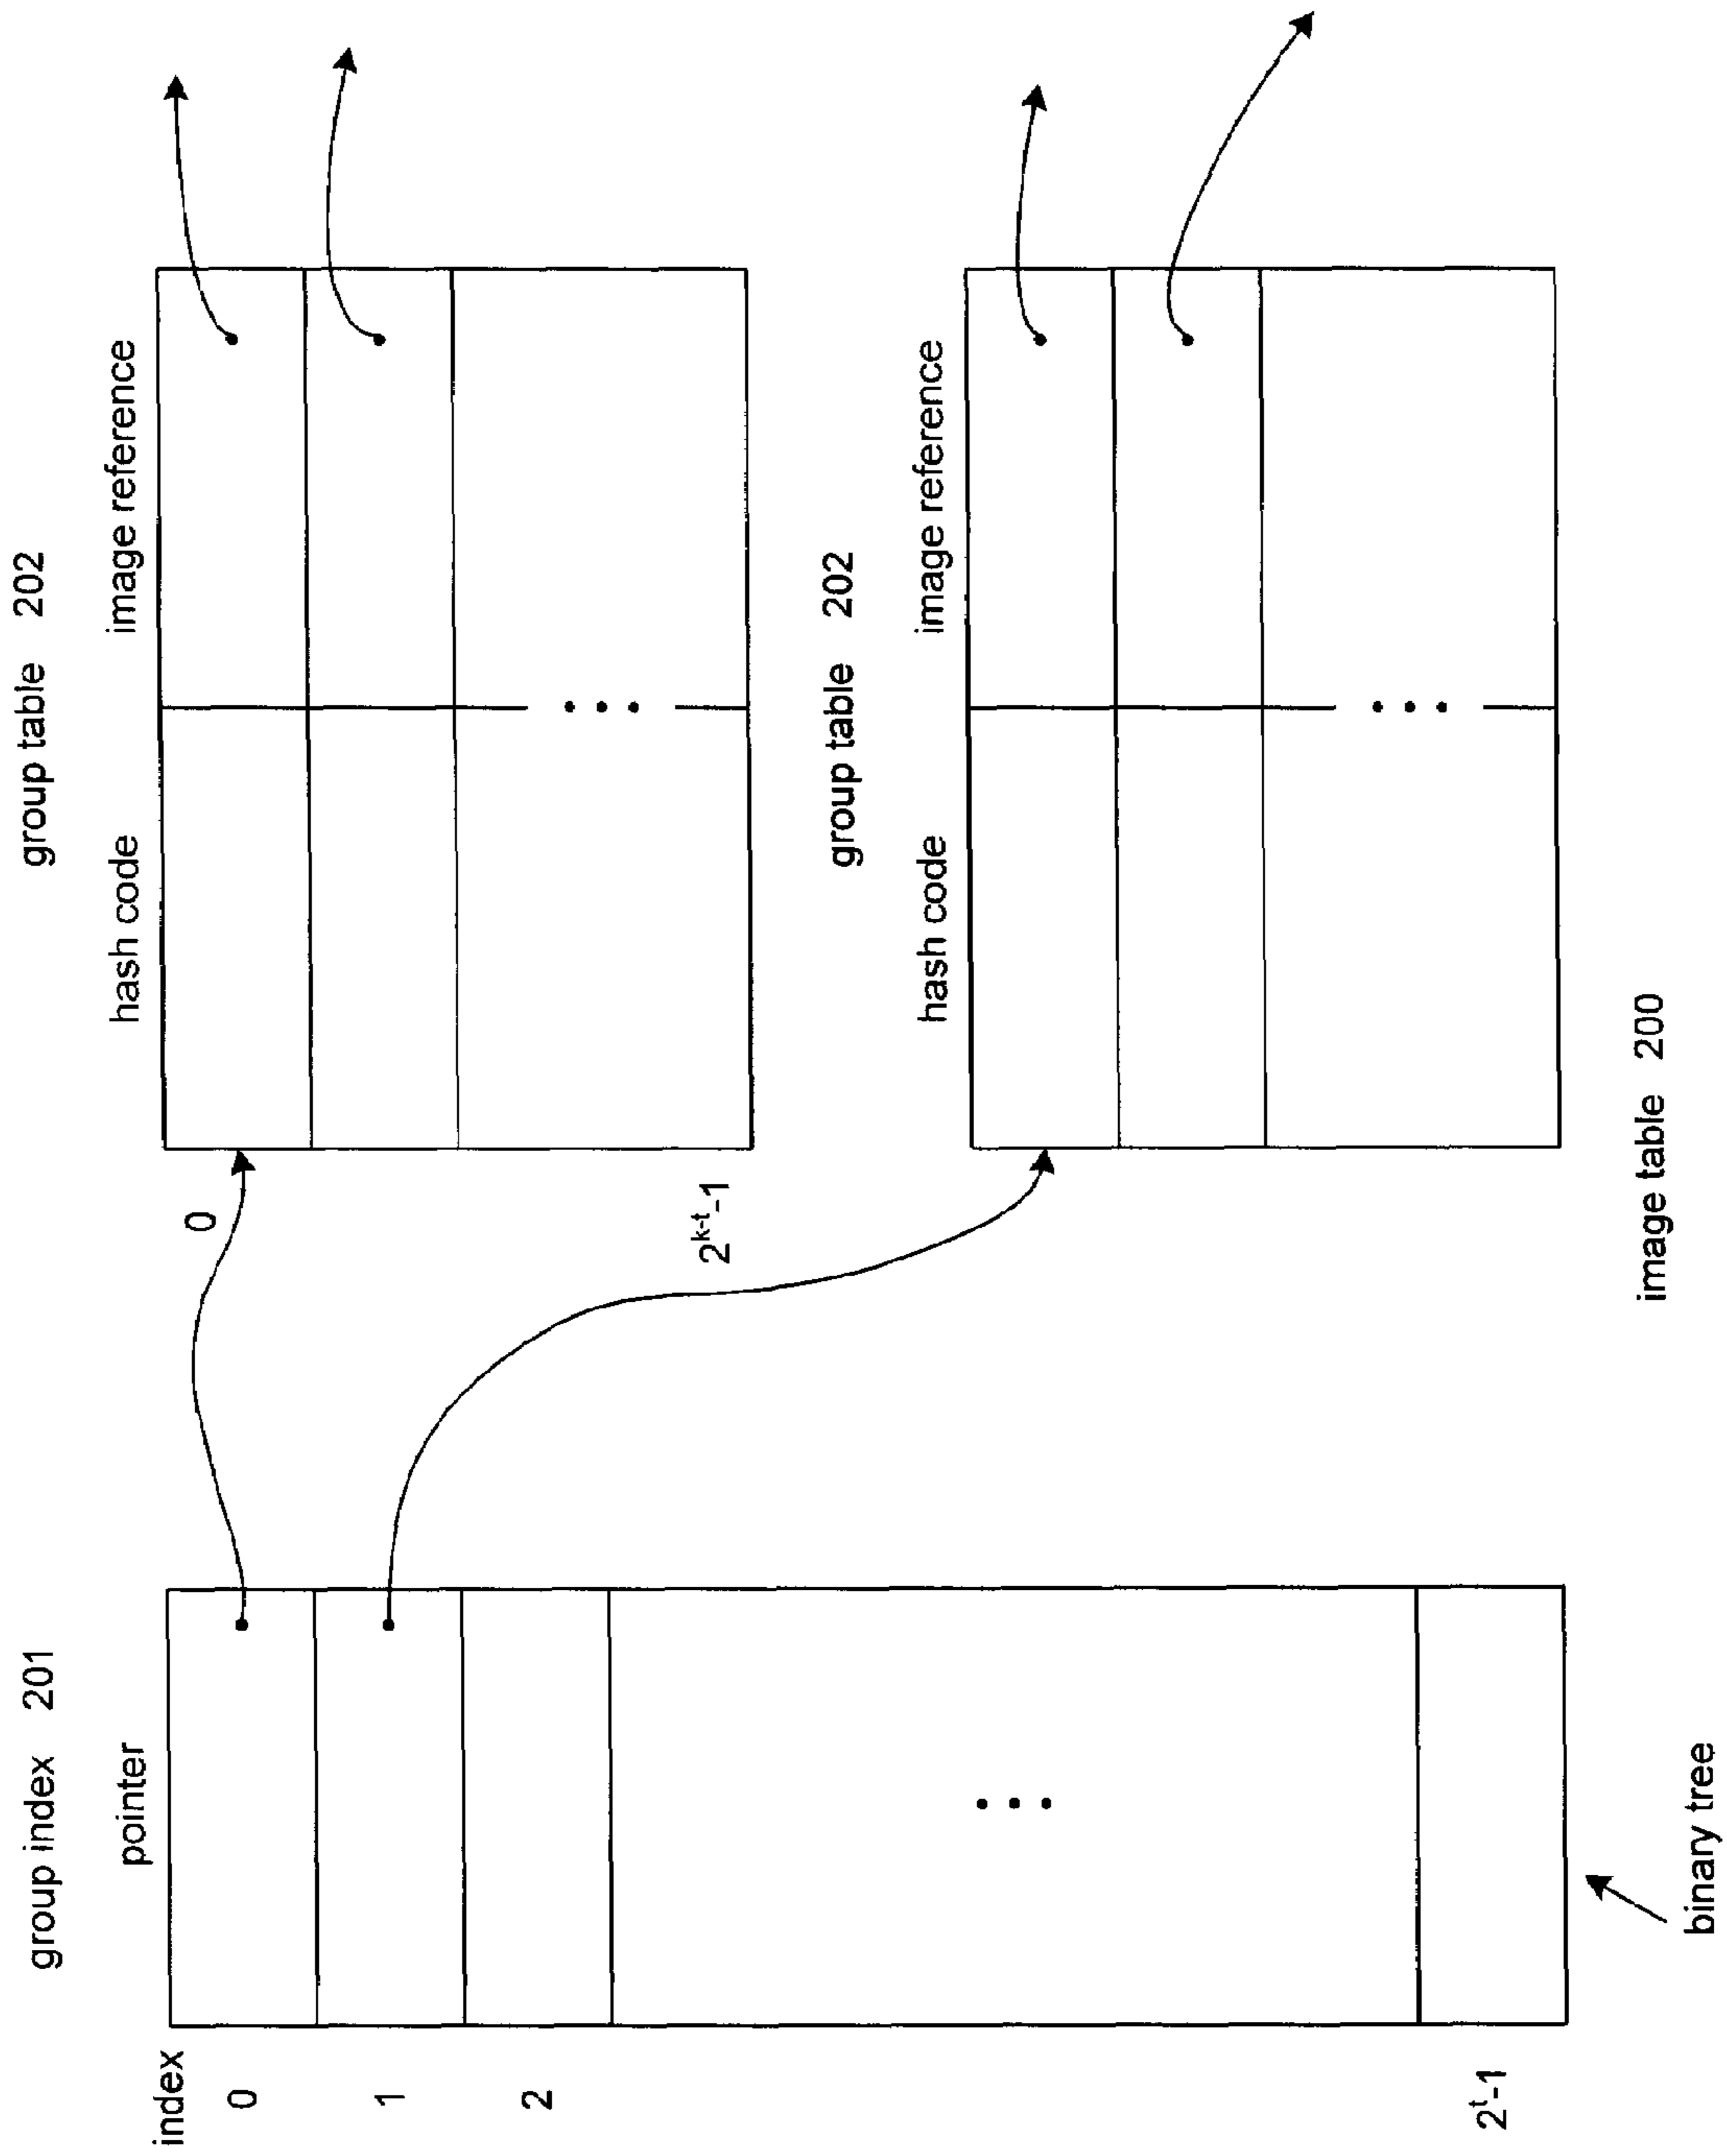 group index 201
group table 202
index
pointer
hash code
image reference
0
0
1
2
2^k-t-1
group table 202
hash code
image reference
2^t-1
binary tree
image table 200